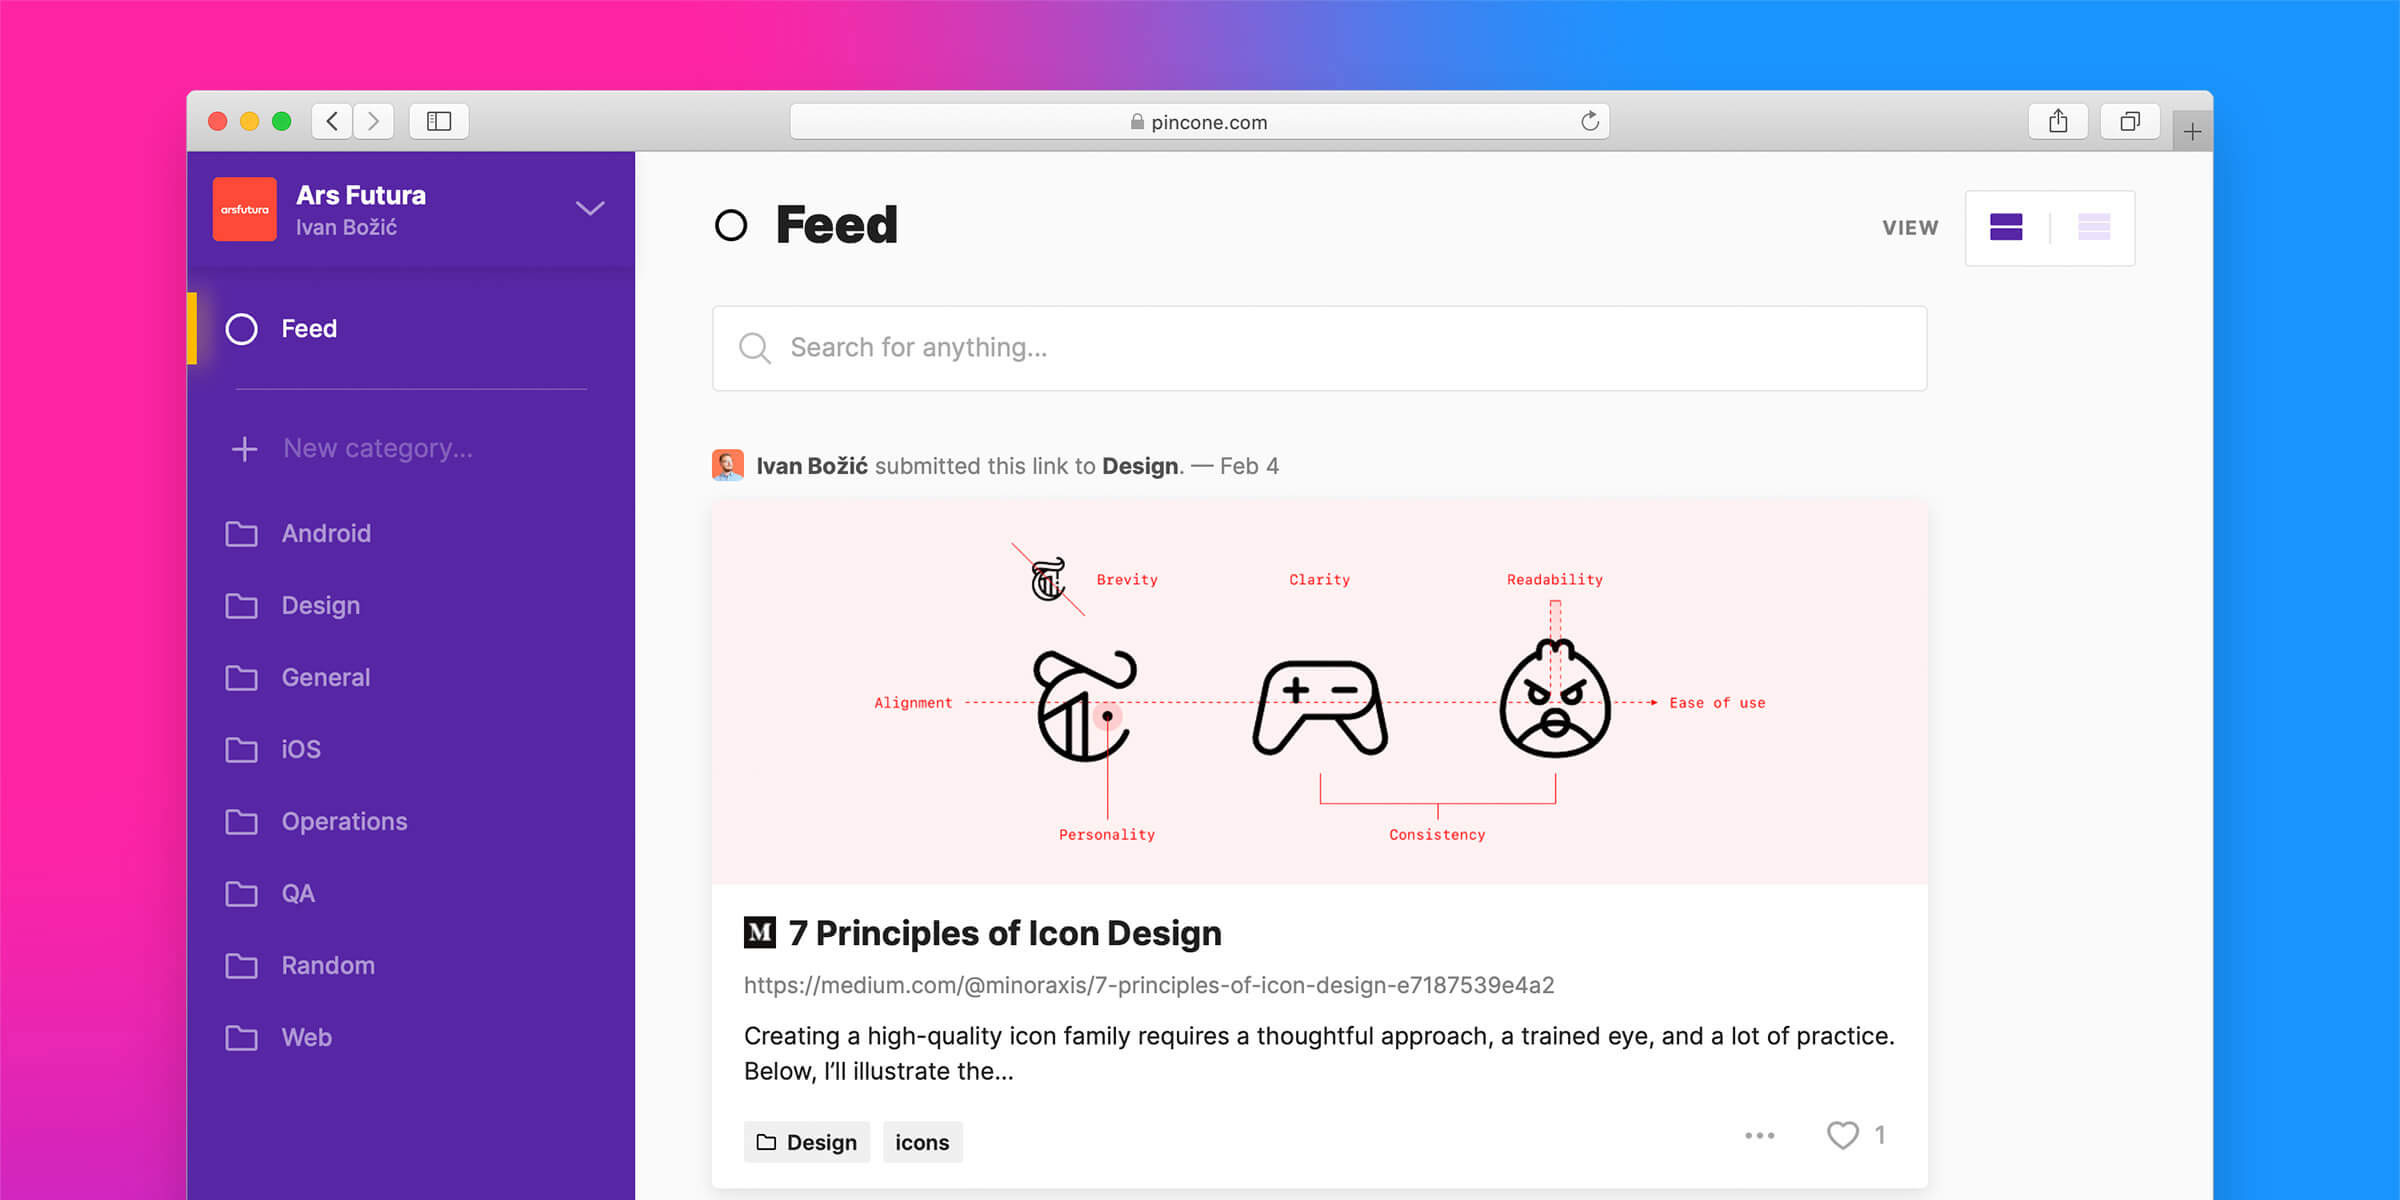 pincone.com
arsfutura
Ars Futura
Ivan Božić
Feed
New category...
Android
Design
General
iOS
Operations
QA
Random
Web
Feed
VIEW
Search for anything...
Ivan Božić submitted this link to Design. — Feb 4
Brevity
Clarity
Readability
Alignment
Ease of use
Personality
Consistency
M 7 Principles of Icon Design
https://medium.com/@minoraxis/7-principles-of-icon-design-e7187539e4a2
Creating a high-quality icon family requires a thoughtful approach, a trained eye, and a lot of practice.
Below, I’ll illustrate the...
Design
icons
1